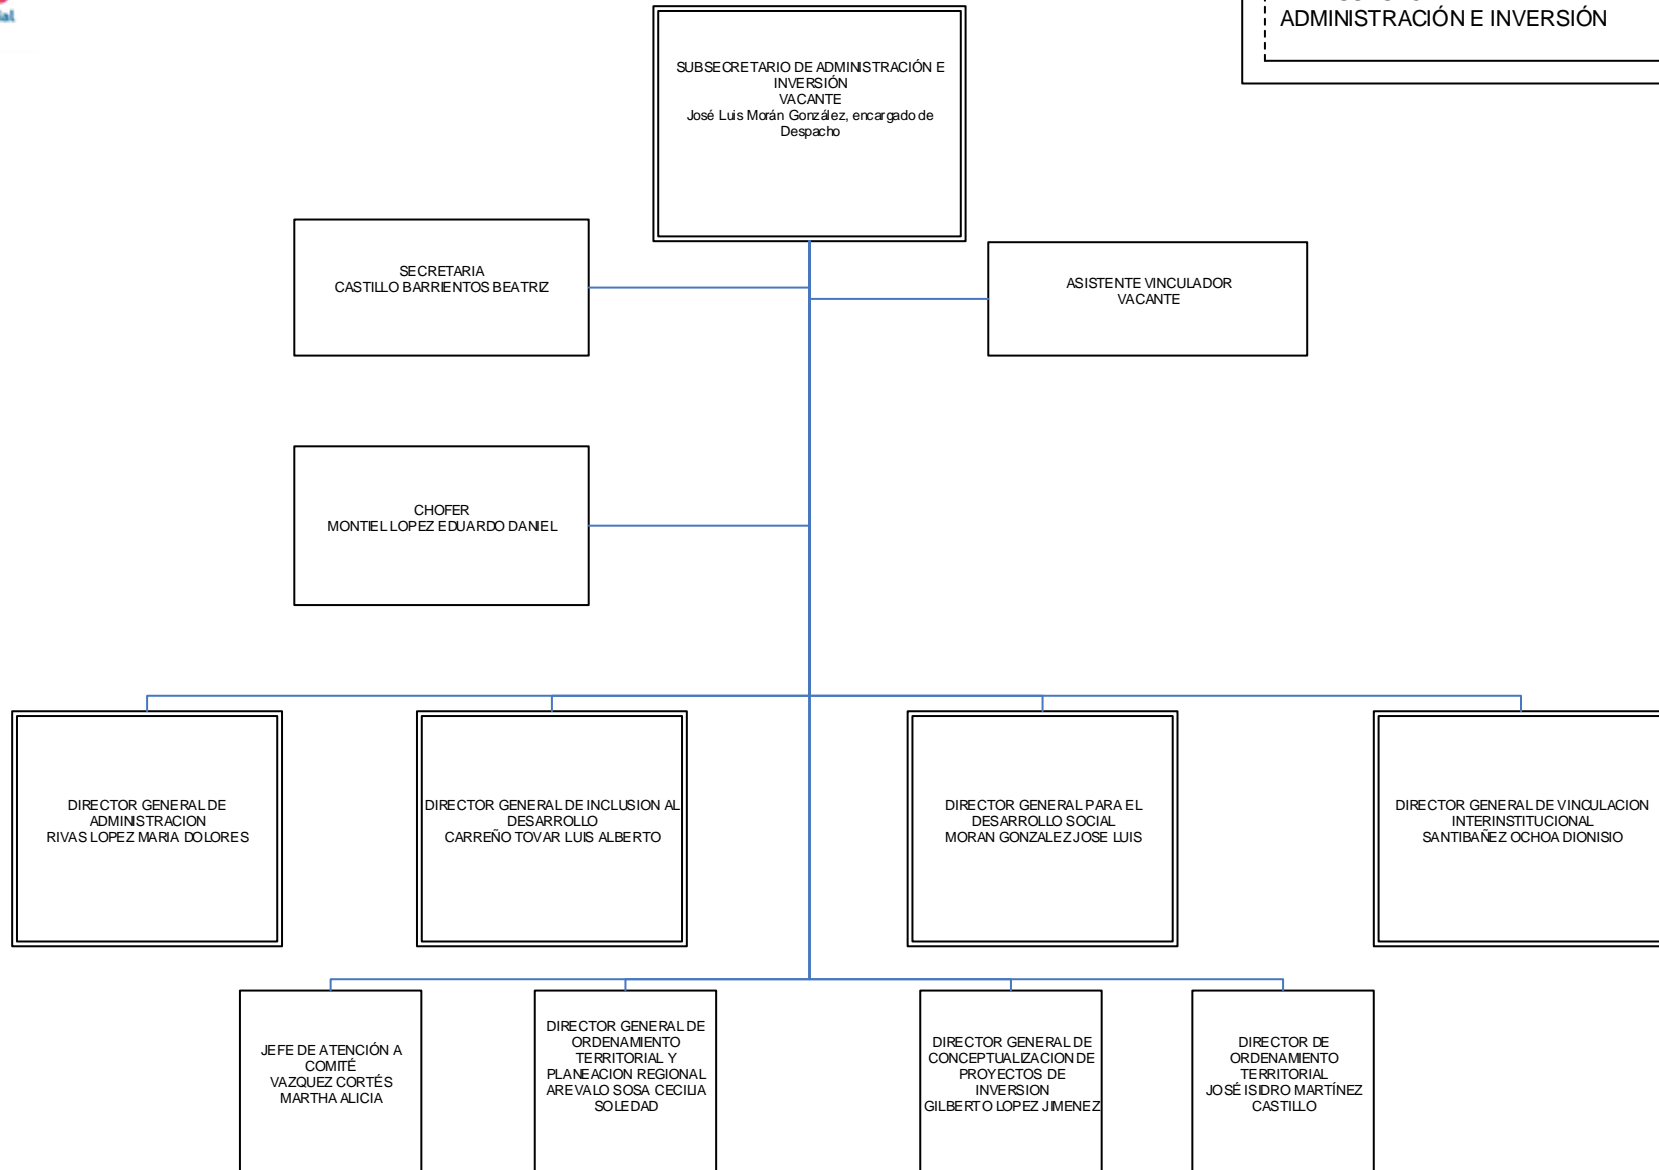 ADMINISTRACIÓN E INVERSIÓN
SUBSECRETARIO DE ADMINISTRACIÓN E
INVERSIÓN
VACANTE
José Luis Morán González, encargado de
Despacho
SECRETARIA
CASTILLO BARRIENTOS BEATRIZ
ASISTENTE VINCULADOR
VACANTE
CHOFER
MONTIEL LOPEZ EDUARDO DANIEL
DIRECTOR GENERAL DE
ADMINISTRACION
RIVAS LOPEZ MARIA DOLORES
DIRECTOR GENERAL DE INCLUSION AL
DESARROLLO
CARREÑO TOVAR LUIS ALBERTO
DIRECTOR GENERAL PARA EL
DESARROLLO SOCIAL
MORAN GONZALEZ JOSE LUIS
DIRECTOR GENERAL DE VINCULACION
INTERINSTITUCIONAL
SANTIBAÑEZ OCHOA DIONISIO
JEFE DE ATENCIÓN A
COMITÉ
VAZQUEZ CORTÉS
MARTHA ALICIA
DIRECTOR GENERAL DE
ORDENAMIENTO
TERRITORIAL Y
PLANEACION REGIONAL
AREVALO SOSA CECILIA
SOLEDAD
DIRECTOR GENERAL DE
CONCEPTUALIZACION DE
PROYECTOS DE
INVERSION
GILBERTO LOPEZ JIMENEZ
DIRECTOR DE
ORDENAMIENTO
TERRITORIAL
JOSÉ ISIDRO MARTÍNEZ
CASTILLO